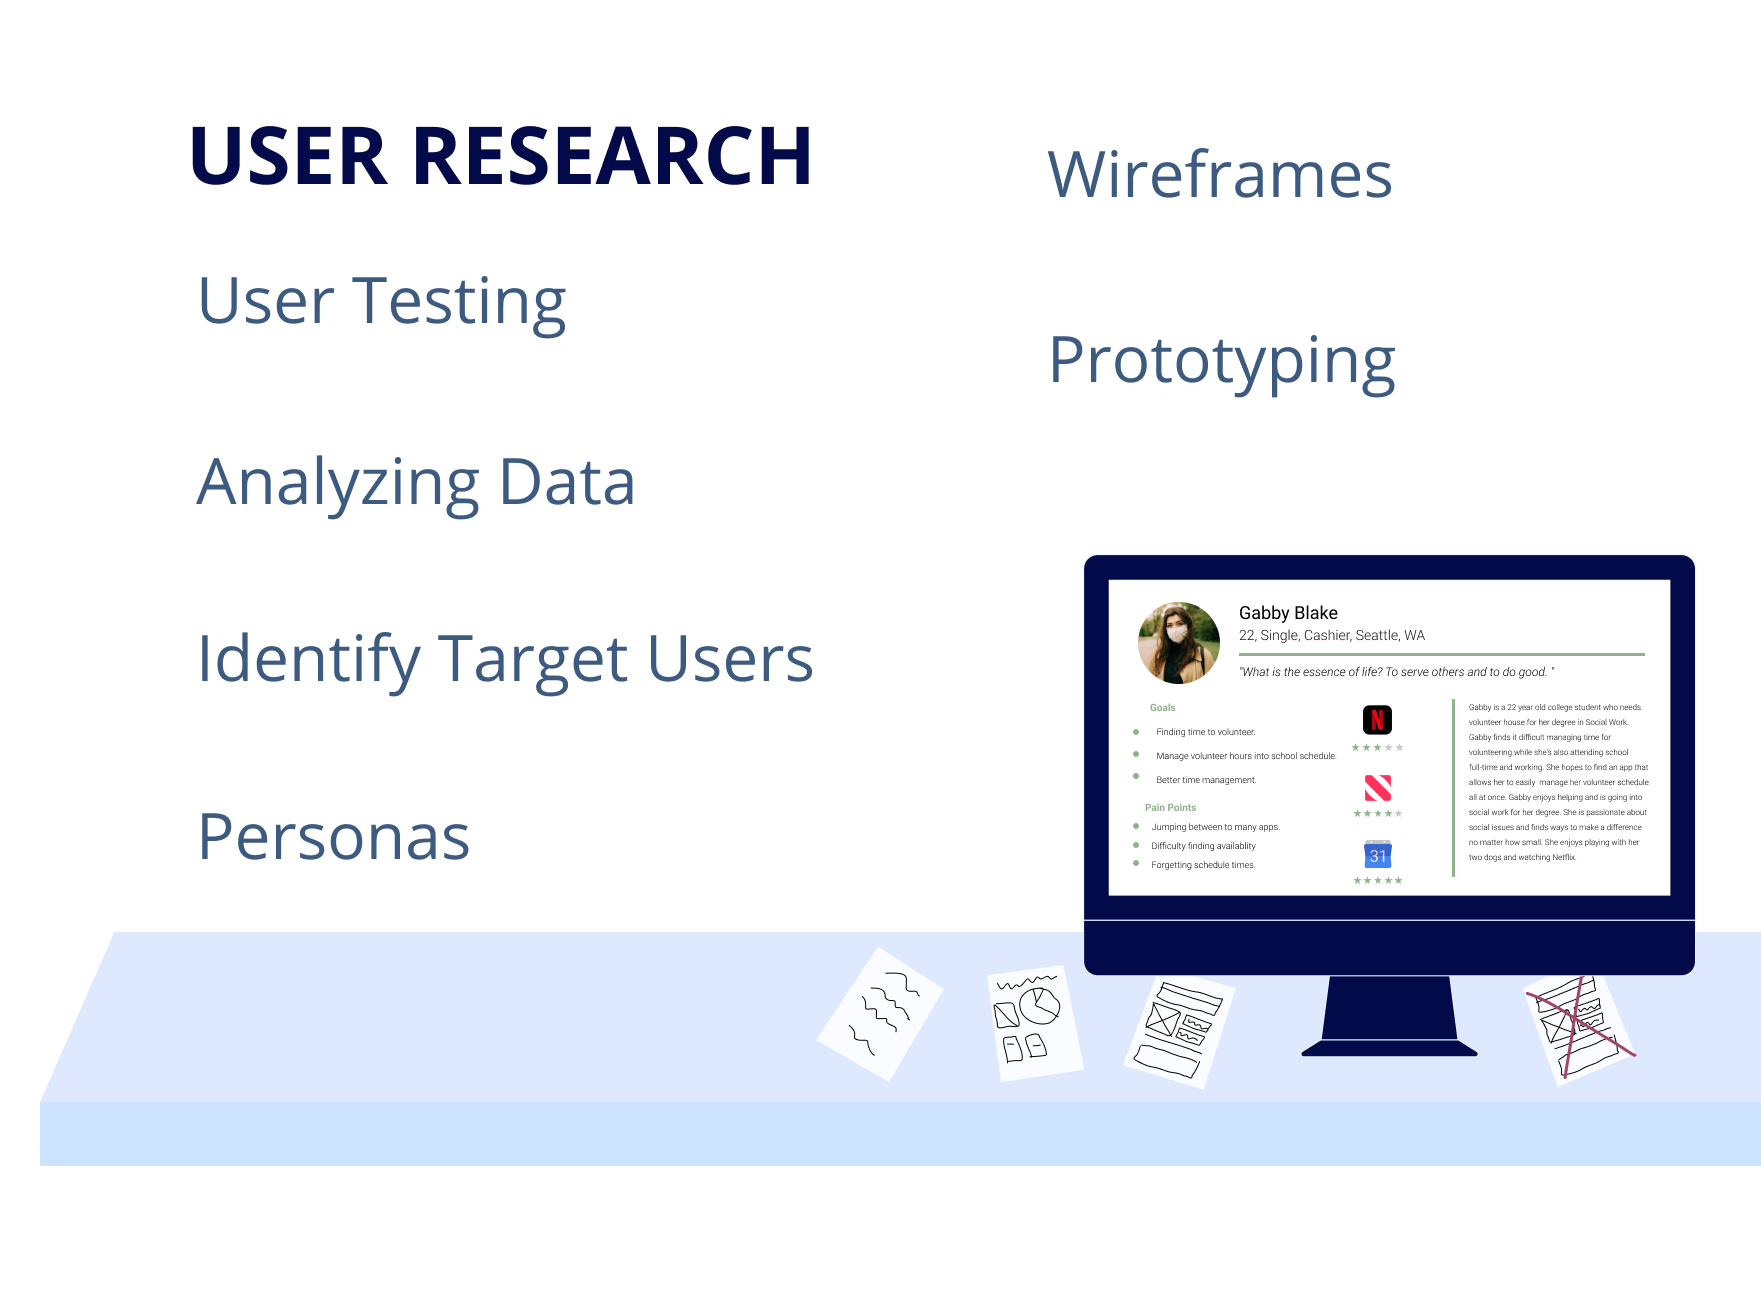 USER RESEARCH
User Testing
Analyzing Data
Identify Target Users
Personas
Wireframes
Prototyping
Gabby Blake
22, Single, Cashier, Seattle, WA
"What is the essence of life? To serve others and to do good. "
Goals
Finding time to volunteer.
Manage volunteer hours into school schedule.
Better time management.
Pain Points
Jumping between to many apps.
Difficulty finding availablity
Forgetting schedule times.
N
31
Gabby is a 22 year old college student who needs
volunteer house for her degree in Social Work.
Gabby finds it difficult managing time for
volunteering while she's also attending school
full-time and working. She hopes to find an app that
allows her to easily  manage her volunteer schedule
all at once. Gabby enjoys helping and is going into
social work for her degree. She is passionate about
social issues and finds ways to make a difference
no matter how small. She enjoys playing with her
two dogs and watching Netflix.